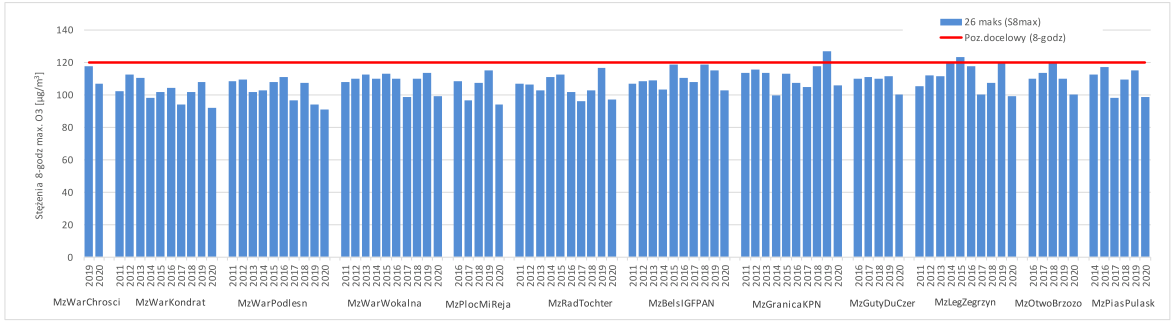 140
120
100
80
60
40
20
0
Stężenia 8-godz max. O3 [µg/m³]
26 maks (S8max)
Poz.docelowy (8-godz)
2019 2020 2011 2012 2013 2014 2015 2016 2017 2018 2019 2020 2011 2012 2013 2014 2015 2016 2017 2018 2019 2020 2011 2012 2013 2014 2015 2016 2017 2018 2019 2020 2016 2017 2018 2019 2020 2011 2012 2013 2014 2015 2016 2017 2018 2019 2020 2011 2012 2013 2014 2015 2016 2017 2018 2019 2020 2011 2012 2013 2014 2015 2016 2017 2018 2019 2020 2016 2017 2018 2019 2020 2011 2012 2013 2014 2015 2016 2017 2018 2019 2020 2016 2017 2018 2019 2020 2014 2016 2017 2018 2019 2020
MzWarChrosci MzWarKondrat MzWarPodlesn MzWarWokalna MzPlocMiReja MzRadTochter MzBelsIGFPAN MzGranicaKPN MzGutyDuCzer MzLegZegrzyn MzOtwoBrzozo MzPiasPulask